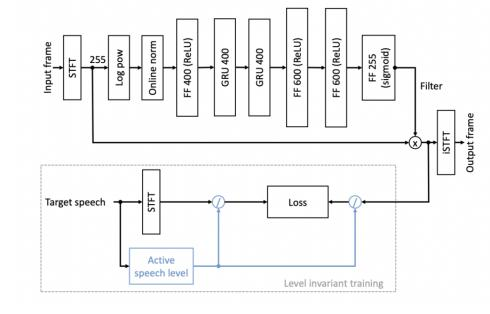 Input frame
STFT
255
Log pow
Online norm
FF 400 (ReLU)
GRU 400
GRU 400
FF 600 (ReLU)
FF 600 (ReLU)
FF 255
(sigmoid)
Filter
x
iSTFT
Output frame
Target speech
STFT
/
Loss
/
Active
speech level
Level invariant training